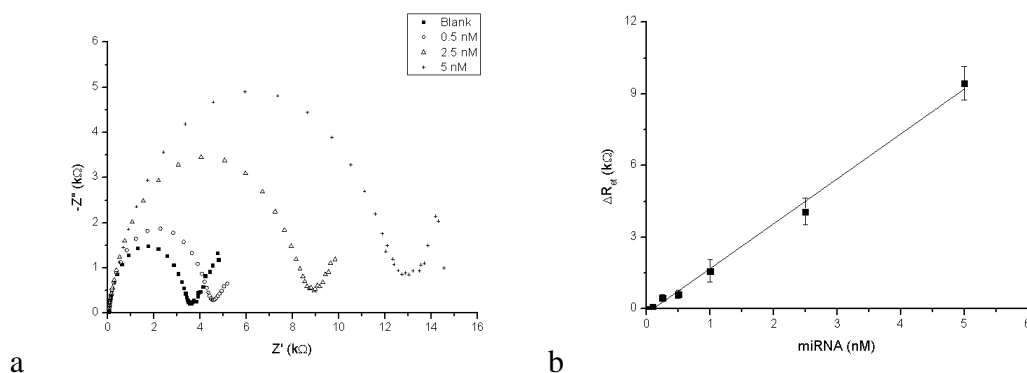 Blank
0.5 nM
2.5 nM
5 nM
6
5
4
3
2
1
0
-Z" (kΩ)
0 2 4 6 8 10 12 14 16
Z' (kΩ)
a
12
9
6
3
0
ΔRet (kΩ)
0 1 2 3 4 5 6
miRNA (nM)
b